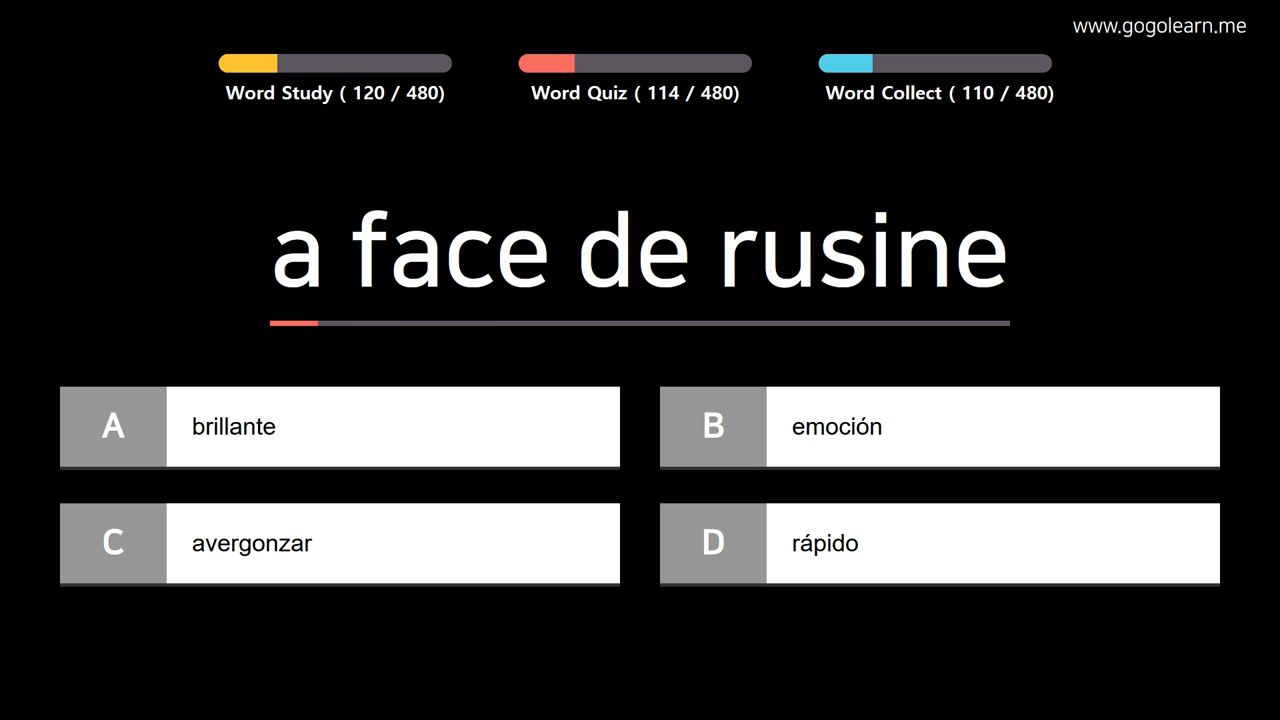 www.gogolearn.me
Word Study ( 120 / 480)
Word Quiz ( 114 / 480)
Word Collect ( 110 / 480)
a face de rusine
A brillante
B emoción
C avergonzar
D rápido